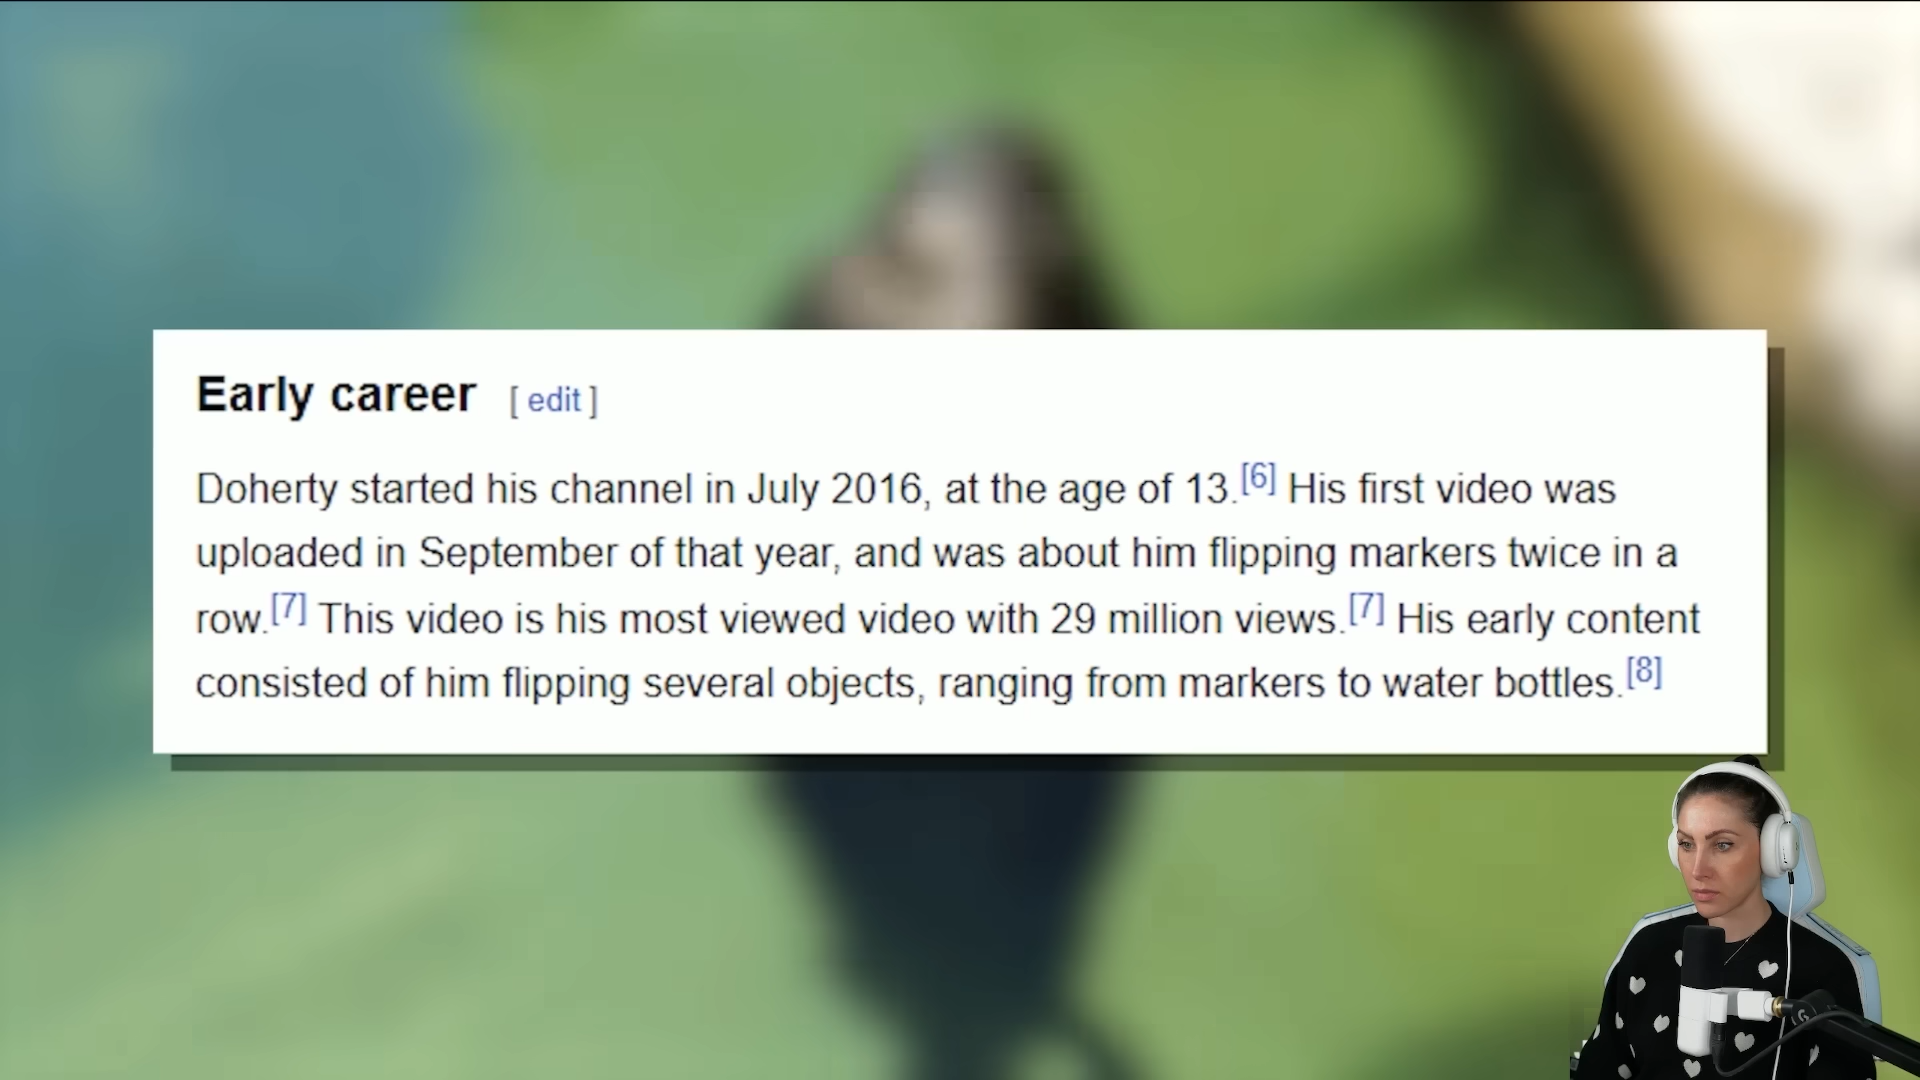 Early career [ edit ]
Doherty started his channel in July 2016, at the age of 13.[6] His first video was
uploaded in September of that year, and was about him flipping markers twice in a
row.[7] This video is his most viewed video with 29 million views.[7] His early content
consisted of him flipping several objects, ranging from markers to water bottles.[8]